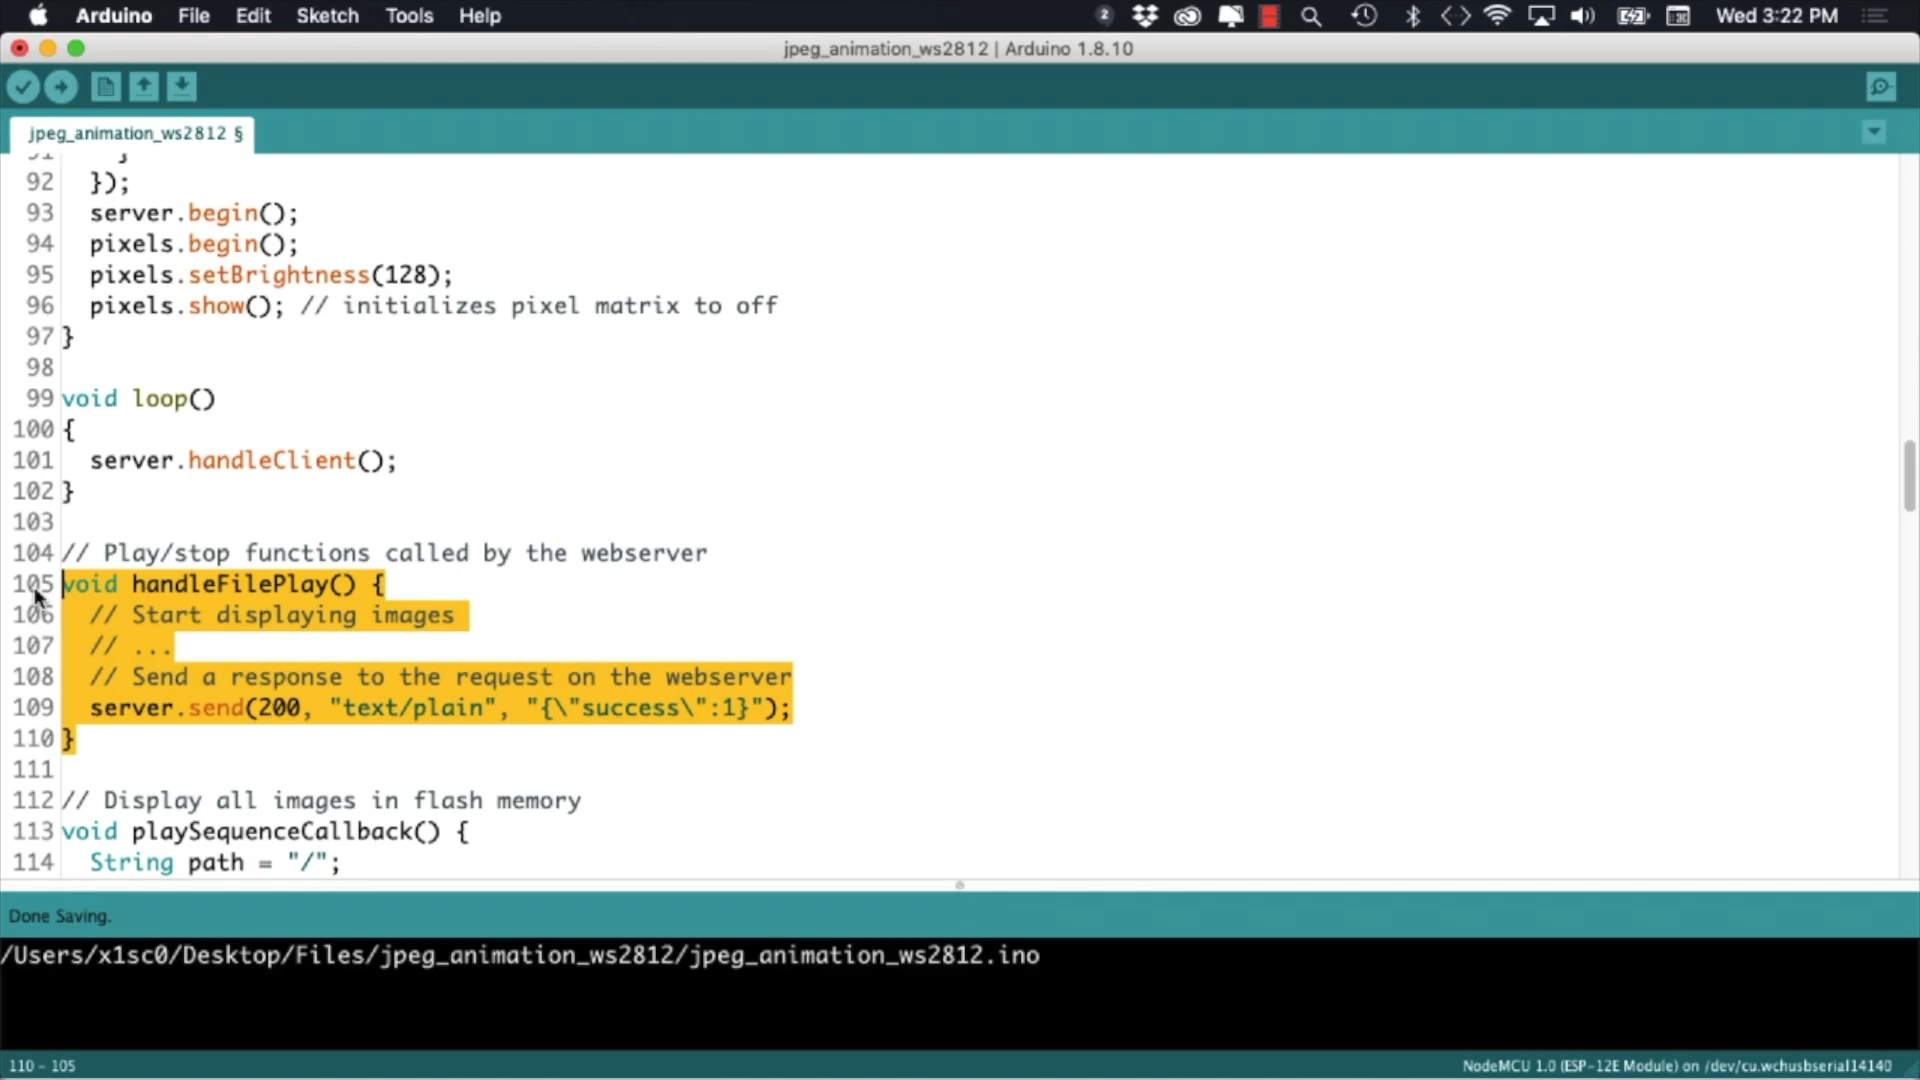 Arduino File Edit Sketch Tools Help 2 Wed 3:22 PM
jpeg_animation_ws2812 | Arduino 1.8.10
jpeg_animation_ws2812 §
91 }
92 });
93 server.begin();
94 pixels.begin();
95 pixels.setBrightness(128);
96 pixels.show(); // initializes pixel matrix to off
97 }
98
99 void loop()
100 {
101 server.handleClient();
102 }
103
104 // Play/stop functions called by the webserver
105 void handleFilePlay() {
106 // Start displaying images
107 // ...
108 // Send a response to the request on the webserver
109 server.send(200, "text/plain", "{\"success\":1}");
110 }
111
112 // Display all images in flash memory
113 void playSequenceCallback() {
114 String path = "/";
Done Saving.
/Users/x1sc0/Desktop/Files/jpeg_animation_ws2812/jpeg_animation_ws2812.ino
110 - 105 NodeMCU 1.0 (ESP-12E Module) on /dev/cu.wchusbserial14140